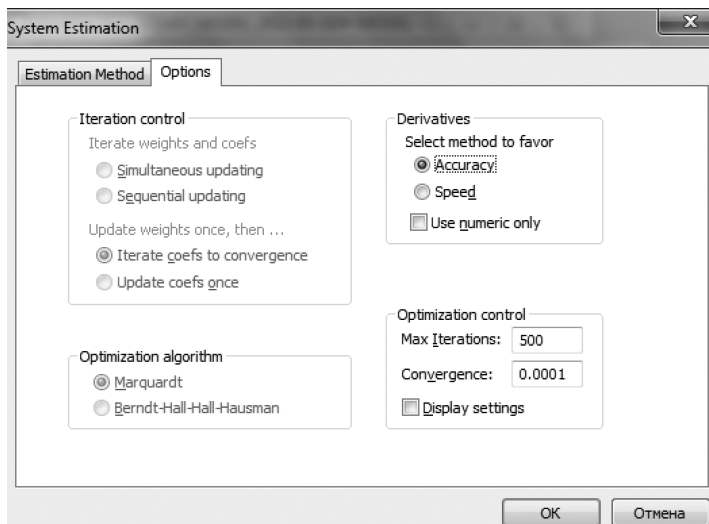 System Estimation
Estimation Method
Options
Iteration control
Iterate weights and coefs
Simultaneous updating
Sequential updating
Update weights once, then ...
Iterate coefs to convergence
Update coefs once
Optimization algorithm
Marquardt
Berndt-Hall-Hall-Hausman
Derivatives
Select method to favor
Accuracy
Speed
Use numeric only
Optimization control
Max Iterations: 500
Convergence: 0.0001
Display settings
OK
Отмена